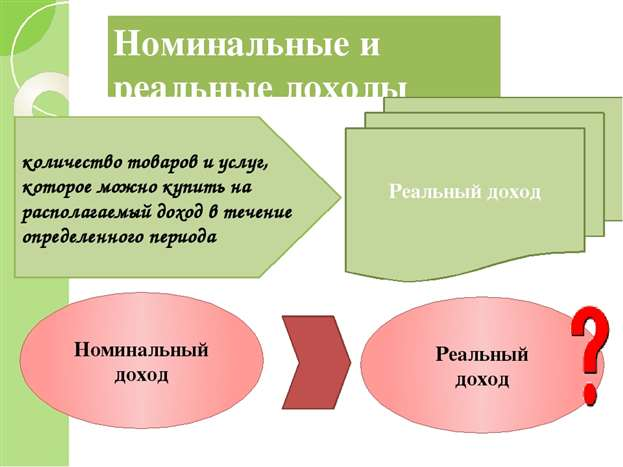 Номинальные и
реальные доходы
количество товаров и услуг,
которое можно купить на
располагаемый доход в течение
определенного периода
Реальный доход
Номинальный
доход
Реальный
доход
?